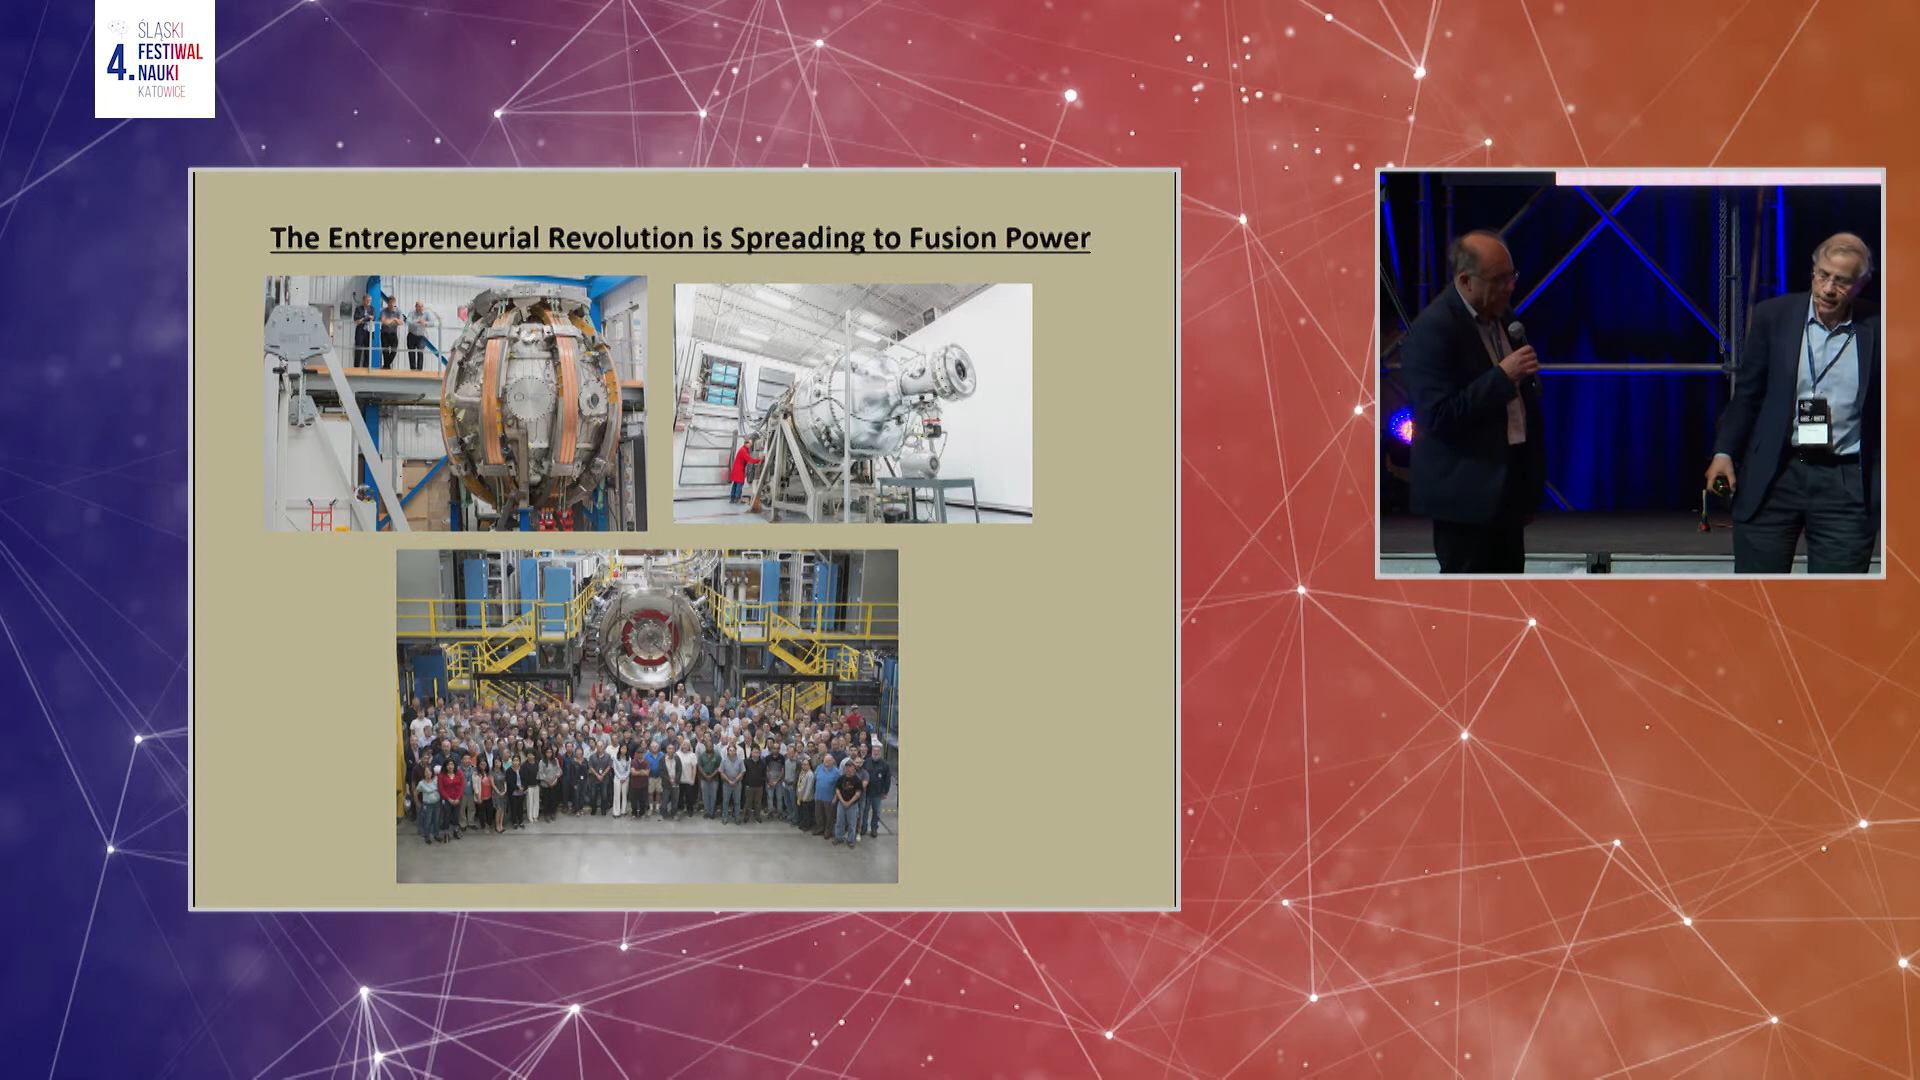 ŚLĄSKI
4. FESTIWAL
NAUKI
KATOWICE
The Entrepreneurial Revolution is Spreading to Fusion Power